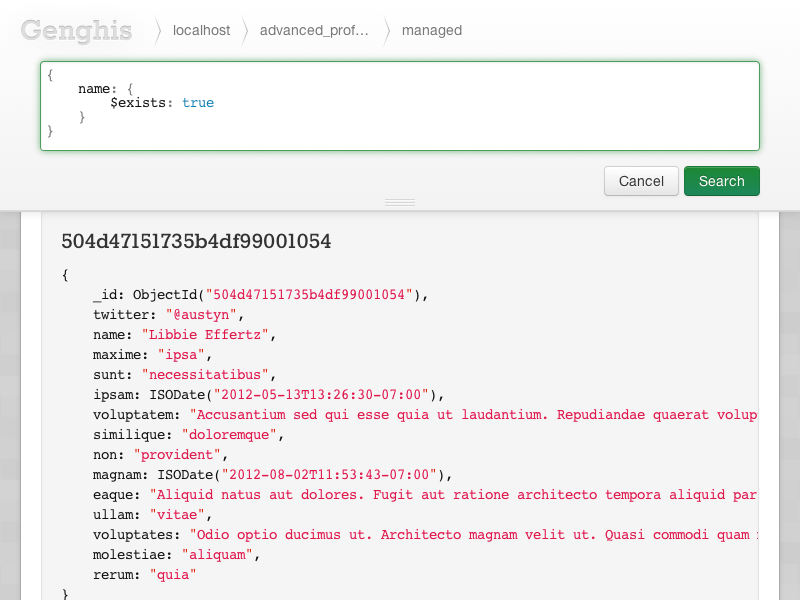 Genghis localhost advanced_prof... managed
{
    name: {
        $exists: true
    }
}
Cancel Search
504d47151735b4df99001054
{
    _id: ObjectId("504d47151735b4df99001054"),
    twitter: "@austyn",
    name: "Libbie Effertz",
    maxime: "ipsa",
    sunt: "necessitatibus",
    ipsam: ISODate("2012-05-13T13:26:30-07:00"),
    voluptatem: "Accusantium sed qui esse quia ut laudantium. Repudiandae quaerat volup
    similique: "doloremque",
    non: "provident",
    magnam: ISODate("2012-08-02T11:53:43-07:00"),
    eaque: "Aliquid natus aut dolores. Fugit aut ratione architecto tempora aliquid par
    ullam: "vitae",
    voluptates: "Odio optio ducimus ut. Architecto magnam velit ut. Quasi commodi quam
    molestiae: "aliquam",
    rerum: "quia"
}